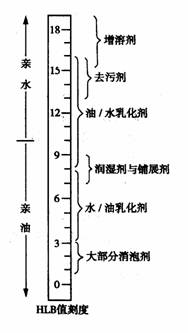 亲水
亲油
18
15
12
9
6
3
0
增溶剂
去污剂
油/水乳化剂
润湿剂与铺展剂
水/油乳化剂
大部分消泡剂
HLB值刻度